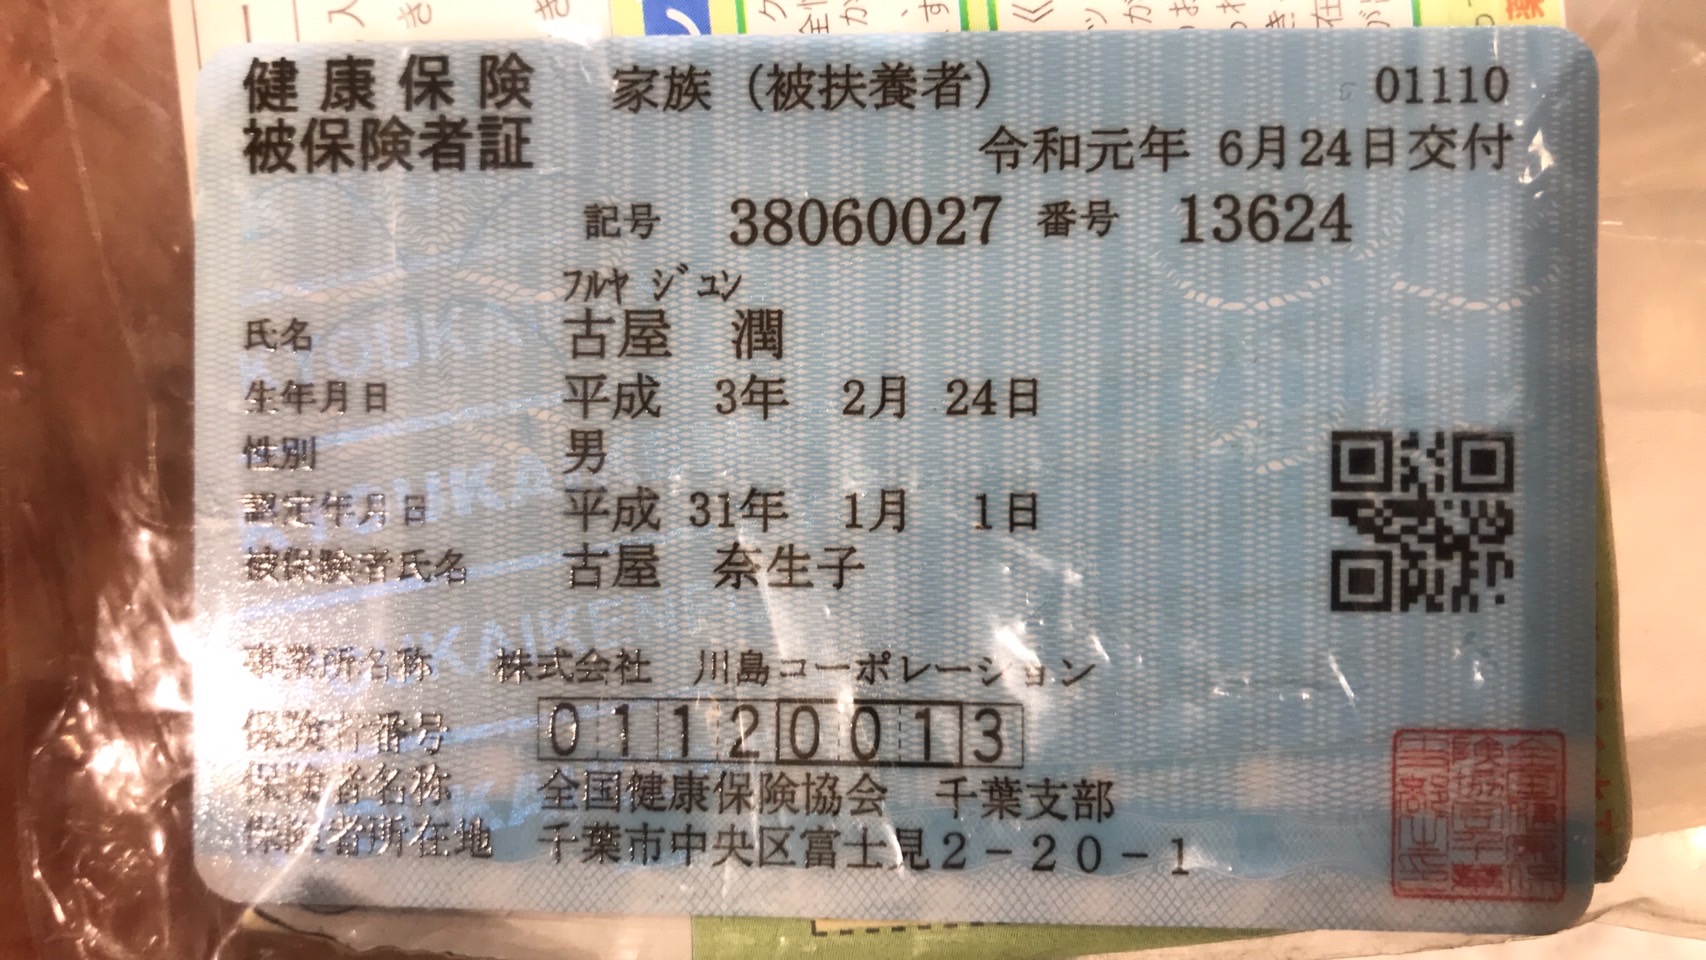 健康保険 家族（被扶養者） 01110
被保険者証 令和元年 6月24日交付
記号 38060027 番号 13624
フルヤ ジュン
氏名 古屋 潤
生年月日 平成 3年 2月 24日
性別 男
認定年月日 平成 31年 1月 1日
被保険者氏名 古屋 奈生子
事業所名称 株式会社 川島コーポレーション
保険者番号 01120013
保険者名称 全国健康保険協会 千葉支部
保険者所在地 千葉市中央区富士見2-20-1